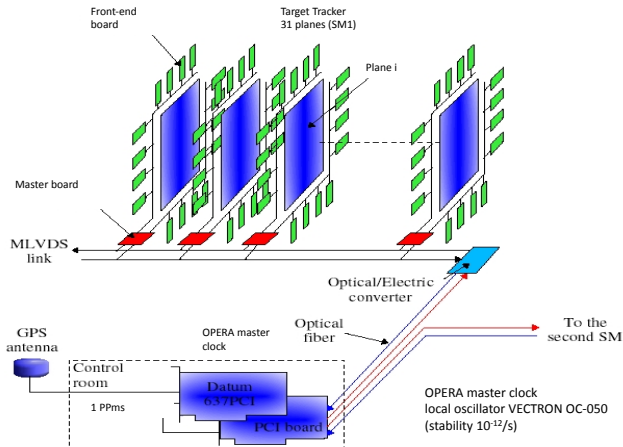 Front-end
board
Target Tracker
31 planes (SM1)
Plane i
Master board
MLVDS
link
Optical/Electric
converter
Optical
fiber
To the
second SM
OPERA master
clock
GPS
antenna
Control
room
Datum
637PCI
1 PPms
PCI board
OPERA master clock
local oscillator VECTRON OC-050
(stability 10⁻¹²/s)